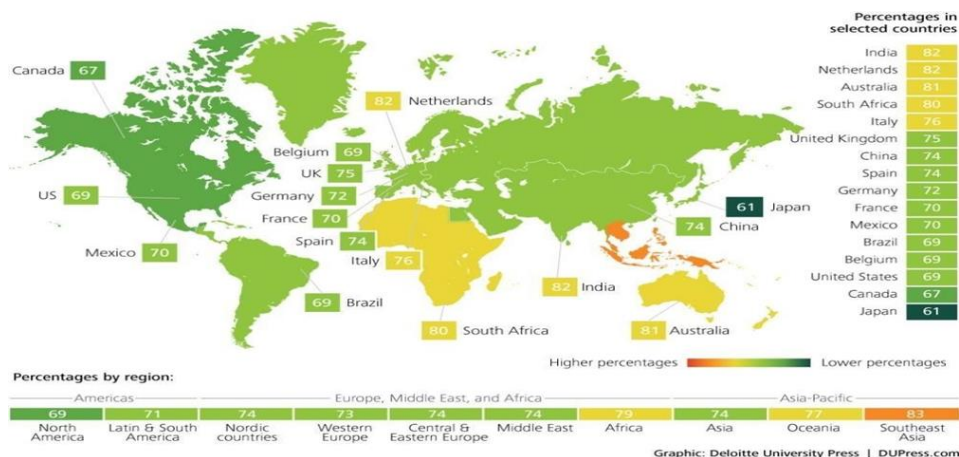 Percentages in
selected countries
India 82
Netherlands 82
Australia 81
South Africa 80
Italy 76
United Kingdom 75
China 74
Spain 74
Germany 72
France 70
Mexico 70
Brazil 69
Belgium 69
United States 69
Canada 67
Japan 61
Canada 67
82 Netherlands
Belgium 69
UK 75
US 69
Germany 72
France 70
61 Japan
74
China
Spain 74
Mexico 70
Italy 76
82 India
69 Brazil
80 South Africa
81 Australia
Higher percentages Lower percentages
Percentages by region:
Americas Europe, Middle East, and Africa Asia-Pacific
69 71 74 73 74 74 79 74 77 83
North Latin & South Nordic Western Central & Middle East Africa Asia Oceania Southeast
America America countries Europe Eastern Europe Asia
Graphic: Deloitte University Press | DUPress.com